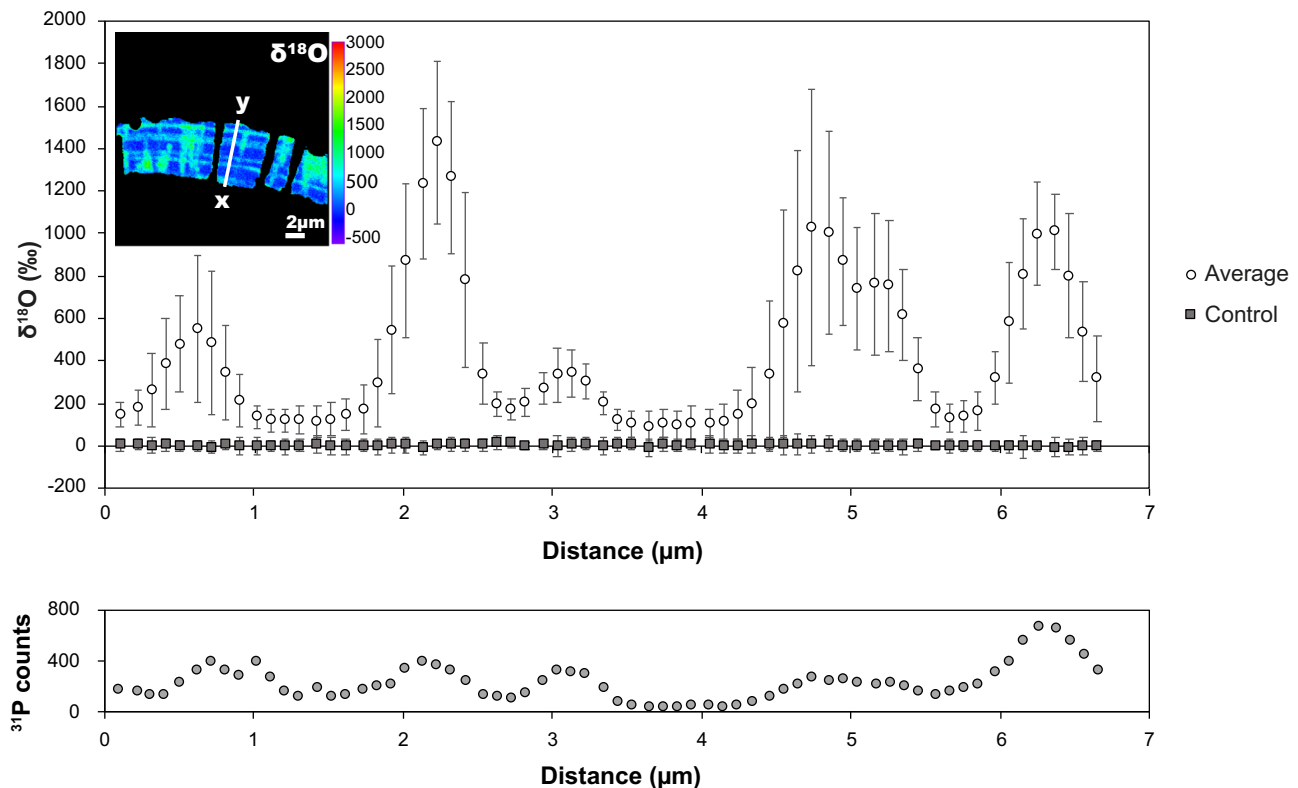 2000
1800
1600
1400
1200
1000
800
600
400
200
0
-200
δ¹⁸O (‰)
δ¹⁸O
3000
2500
2000
1500
1000
500
0
-500
y
x
2µm
0 1 2 3 4 5 6 7
Distance (µm)
Average
Control
800
400
0
³¹P counts
0 1 2 3 4 5 6 7
Distance (µm)